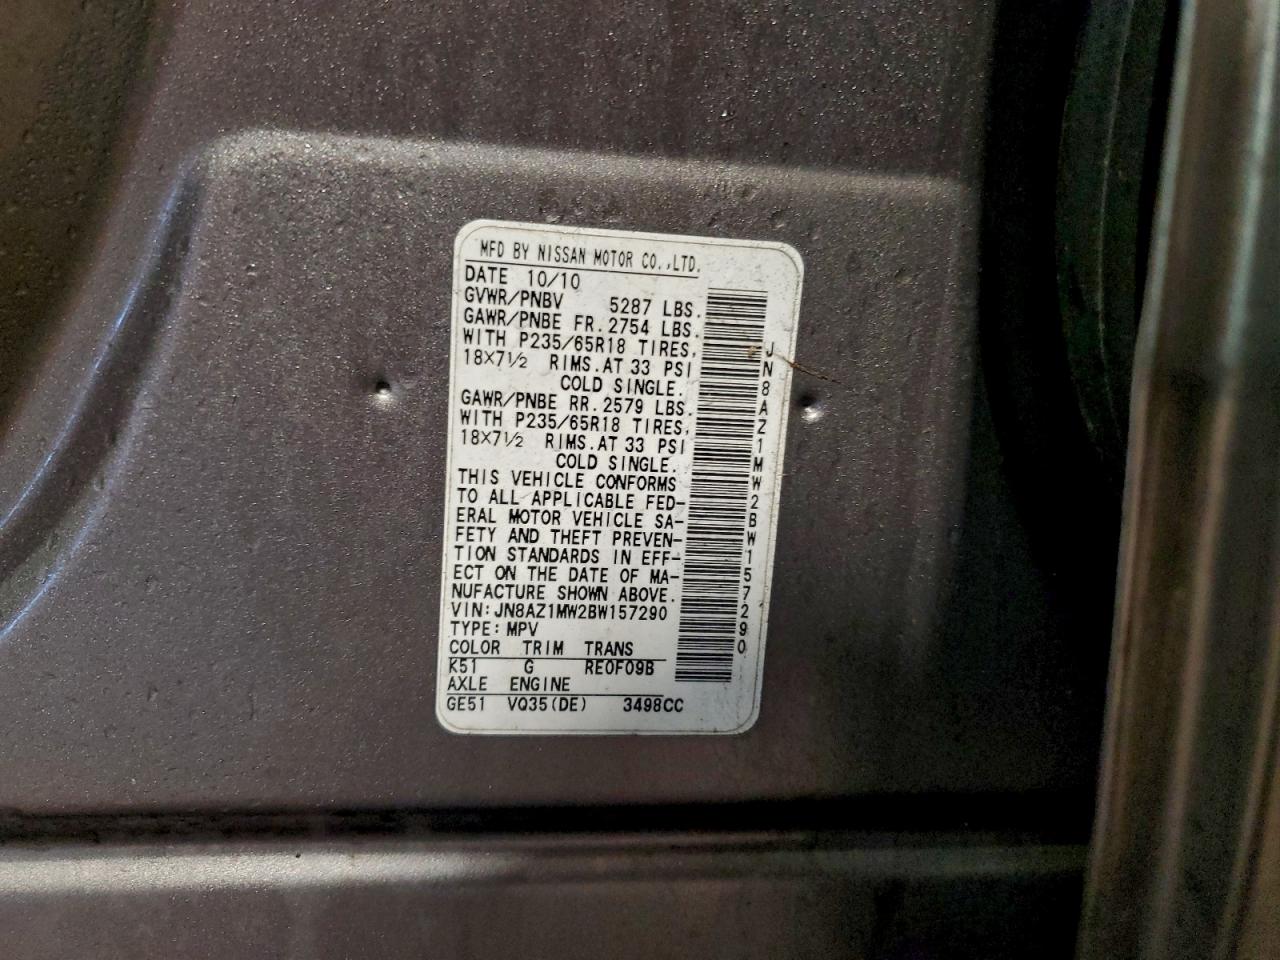 MFD BY NISSAN MOTOR CO.,LTD.
DATE 10/10
GVWR/PNBV 5287 LBS.
GAWR/PNBE FR. 2754 LBS.
WITH P235/65R18 TIRES,
18X7½ RIMS. AT 33 PSI
COLD SINGLE.
GAWR/PNBE RR. 2579 LBS.
WITH P235/65R18 TIRES,
18X7½ RIMS. AT 33 PSI
COLD SINGLE.
THIS VEHICLE CONFORMS
TO ALL APPLICABLE FED-
ERAL MOTOR VEHICLE SA-
FETY AND THEFT PREVEN-
TION STANDARDS IN EFF-
ECT ON THE DATE OF MA-
NUFACTURE SHOWN ABOVE.
VIN: JN8AZ1MW2BW157290
TYPE: MPV
COLOR TRIM TRANS
K51 G RE0F09B
AXLE ENGINE
GE51 VQ35(DE) 3498CC
JN8AZ1MW2BW157290